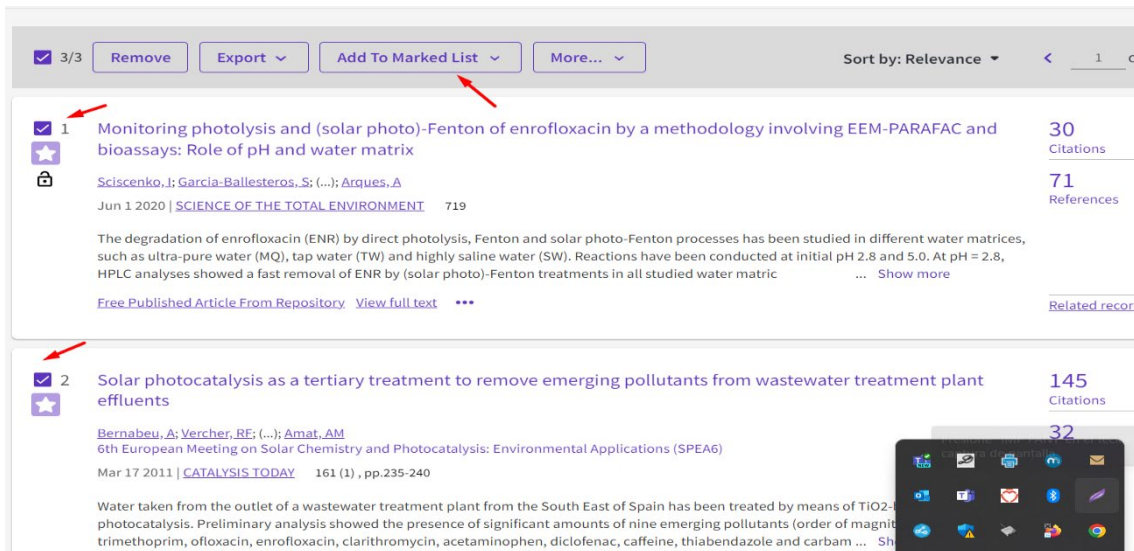 3/3 Remove Export Add To Marked List More... Sort by: Relevance 1
1 Monitoring photolysis and (solar photo)-Fenton of enrofloxacin by a methodology involving EEM-PARAFAC and 30
bioassays: Role of pH and water matrix Citations
Sciscenko, I; Garcia-Ballesteros, S; (...); Arques, A 71
Jun 1 2020 | SCIENCE OF THE TOTAL ENVIRONMENT 719 References
The degradation of enrofloxacin (ENR) by direct photolysis, Fenton and solar photo-Fenton processes has been studied in different water matrices,
such as ultra-pure water (MQ), tap water (TW) and highly saline water (SW). Reactions have been conducted at initial pH 2.8 and 5.0. At pH = 2.8,
HPLC analyses showed a fast removal of ENR by (solar photo)-Fenton treatments in all studied water matric ... Show more
Free Published Article From Repository View full text ••• Related recor
2 Solar photocatalysis as a tertiary treatment to remove emerging pollutants from wastewater treatment plant 145
effluents Citations
Bernabeu, A; Vercher, RF; (...); Amat, AM 32
6th European Meeting on Solar Chemistry and Photocatalysis: Environmental Applications (SPEA6)
Mar 17 2011 | CATALYSIS TODAY 161 (1) , pp.235-240
Water taken from the outlet of a wastewater treatment plant from the South East of Spain has been treated by means of
photocatalysis. Preliminary analysis showed the presence of significant amounts of nine emerging pollutants (order of
trimethoprim, ofloxacin, enrofloxacin, clarithromycin, acetaminophen, diclofenac, caffeine, thiabendazole and carbam ...